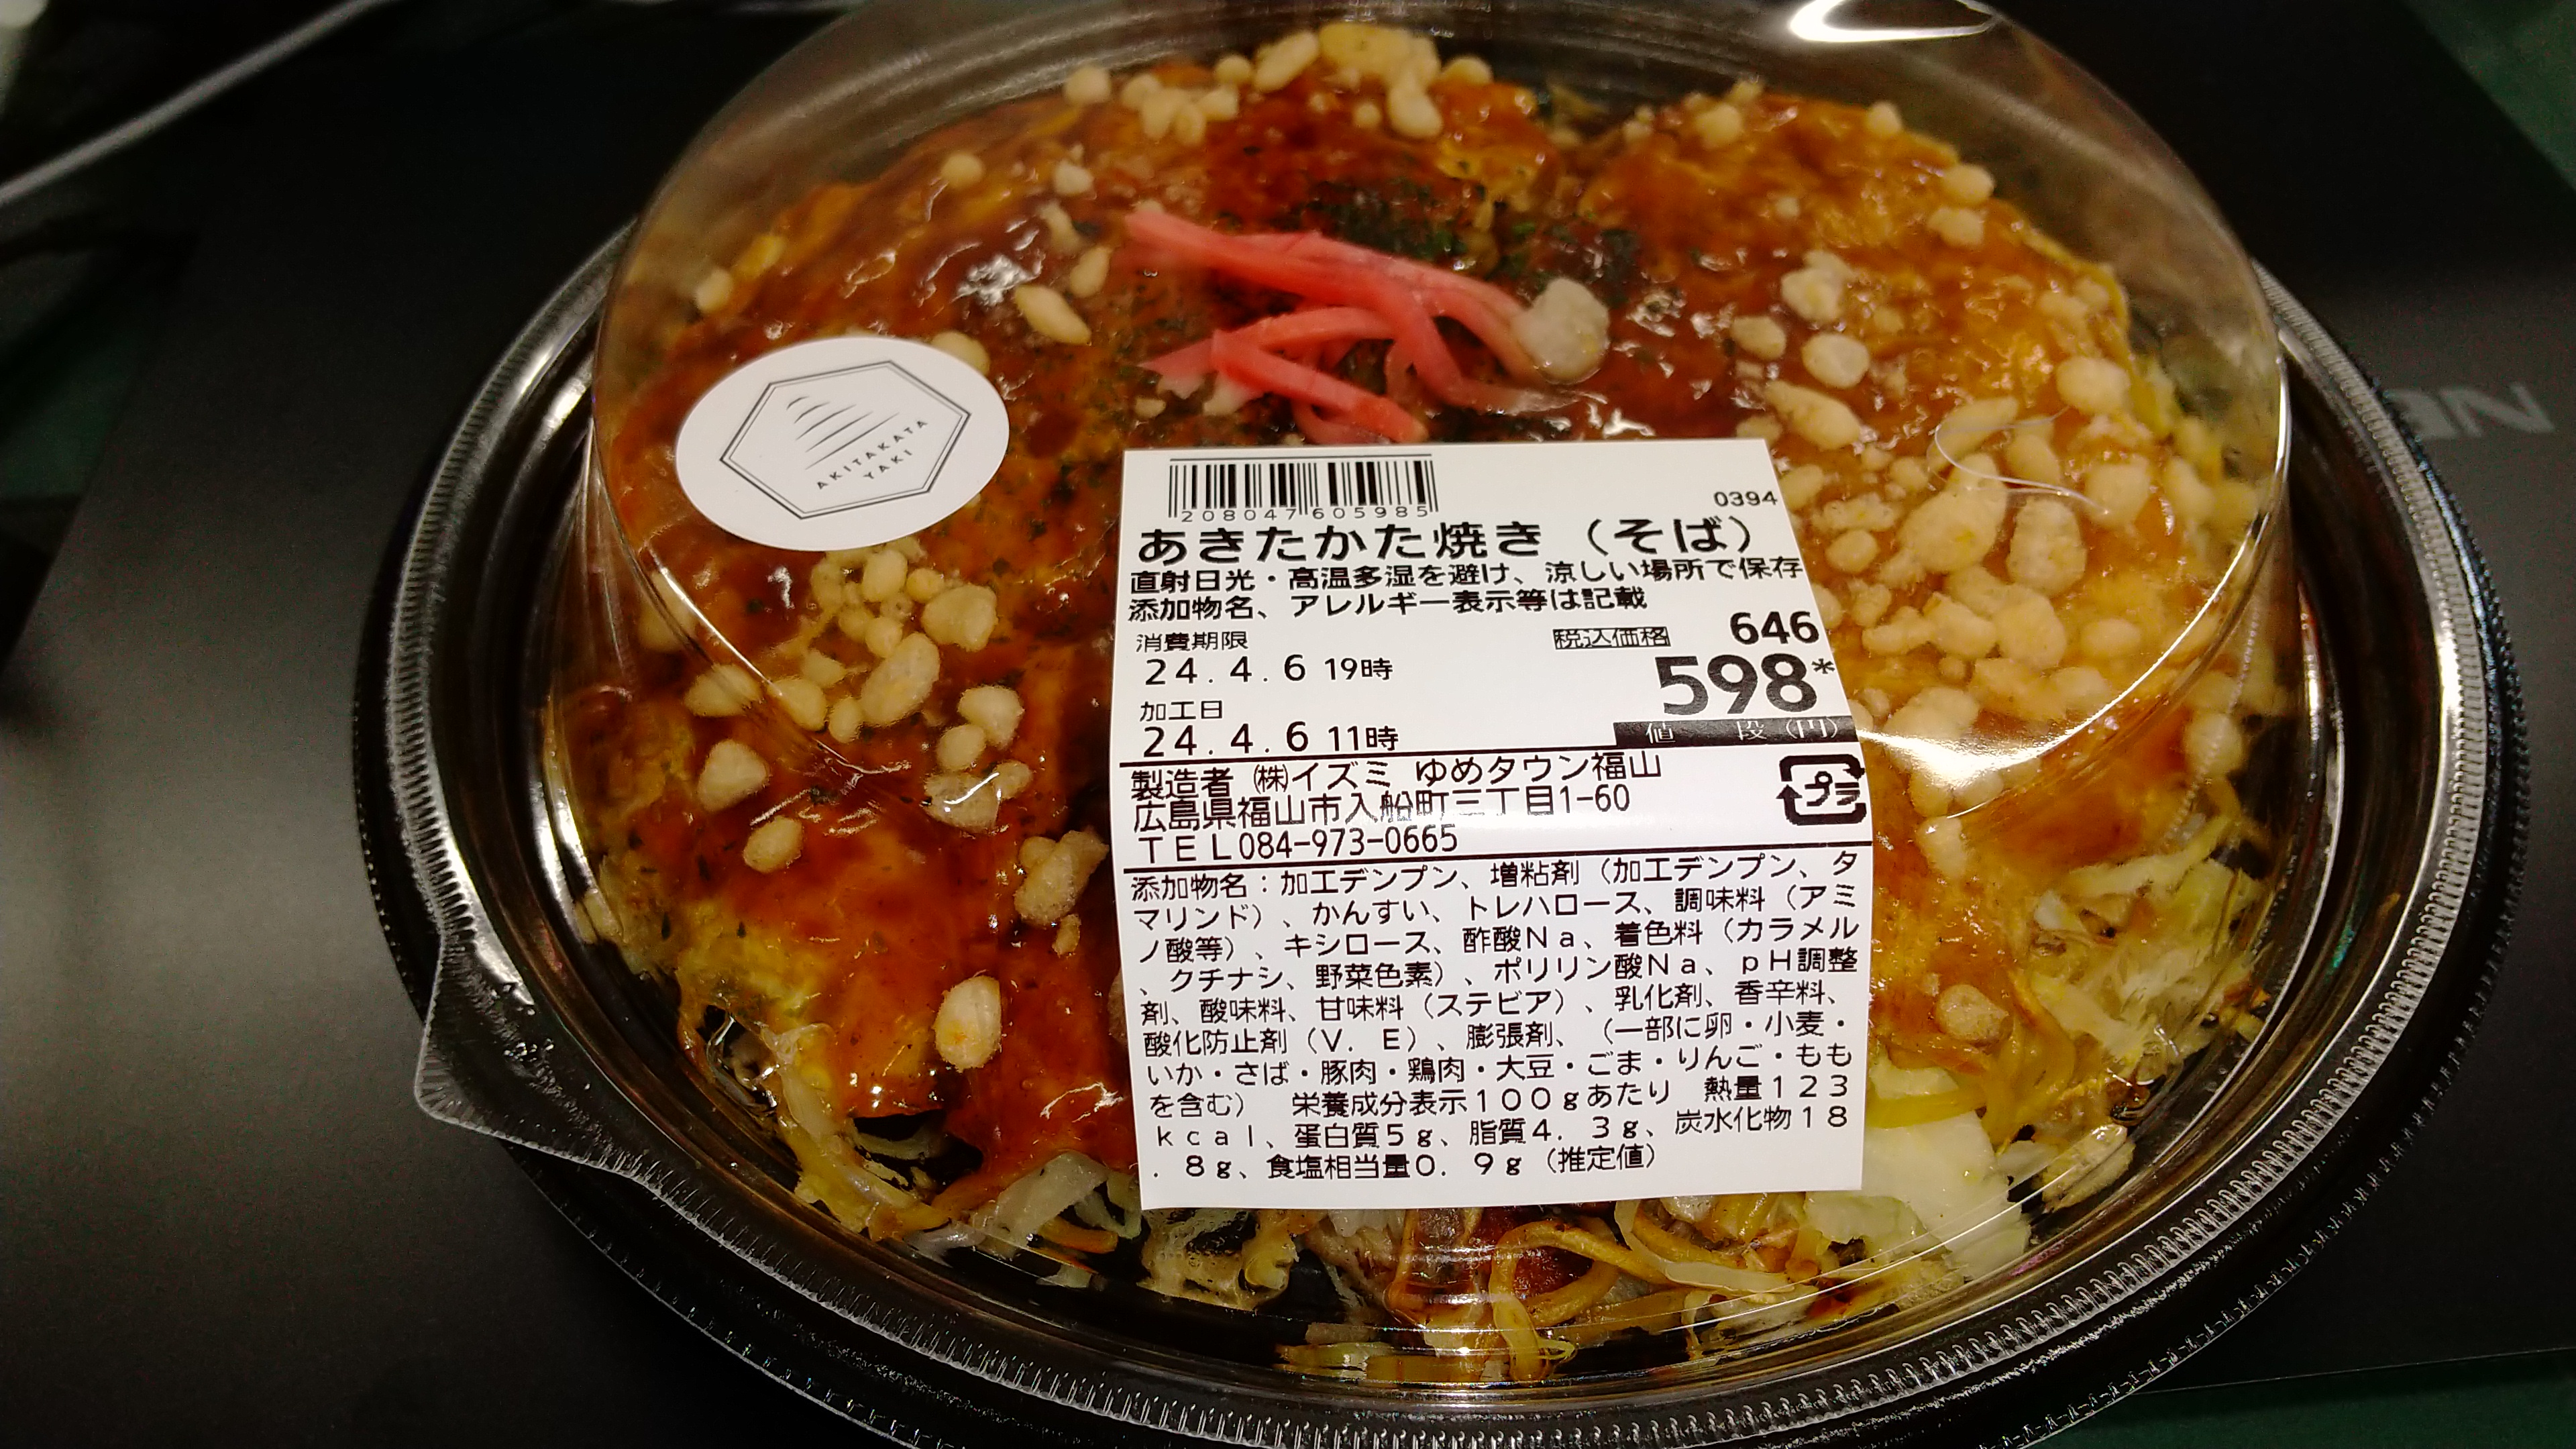 AKITAKATA
YAKI
208047 605985
0394
あきたかた焼き（そば）
直射日光・高温多湿を避け、涼しい場所で保存
添加物名、アレルギー表示等は記載
消費期限
24.4.6 19時
税込価格 646
598*
加工日
24.4.6 11時
値段(円)
製造者 ㈱イズミ ゆめタウン福山
広島県福山市入船町三丁目1-60
TEL084-973-0665
プラ
添加物名：加工デンプン、増粘剤（加工デンプン、タ
マリンド）、かんすい、トレハロース、調味料（アミ
ノ酸等）、キシロース、酢酸Na、着色料（カラメル
、クチナシ、野菜色素）、ポリリン酸Na、pH調整
剤、酸味料、甘味料（ステビア）、乳化剤、香辛料、
酸化防止剤（V．E）、膨張剤、（一部に卵・小麦・
いか・さば・豚肉・鶏肉・大豆・ごま・りんご・もも
を含む） 栄養成分表示100gあたり 熱量123
kcal、蛋白質5g、脂質4．3g、炭水化物18
．8g、食塩相当量0．9g（推定値）